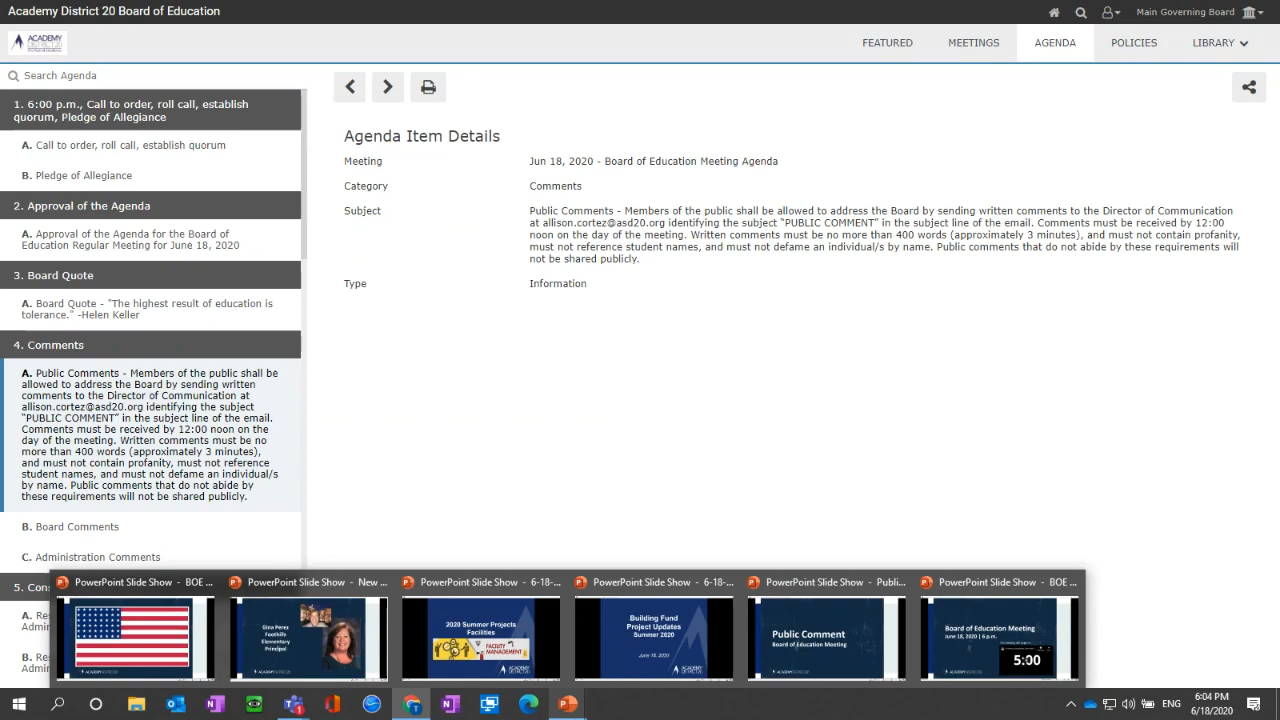 Academy District 20 Board of Education
Main Governing Board
ACADEMY
DISTRICT 20
FEATURED
MEETINGS
AGENDA
POLICIES
LIBRARY
Search Agenda
1. 6:00 p.m., Call to order, roll call, establish
quorum, Pledge of Allegiance
A. Call to order, roll call, establish quorum
B. Pledge of Allegiance
2. Approval of the Agenda
A. Approval of the Agenda for the Board of
Education Regular Meeting for June 18, 2020
3. Board Quote
A. Board Quote - "The highest result of education is
tolerance." -Helen Keller
4. Comments
A. Public Comments - Members of the public shall be
allowed to address the Board by sending written
comments to the Director of Communication at
allison.cortez@asd20.org identifying the subject
“PUBLIC COMMENT” in the subject line of the email.
Comments must be received by 12:00 noon on the
day of the meeting. Written comments must be no
more than 400 words (approximately 3 minutes),
and must not contain profanity, must not reference
student names, and must not defame an individual/s
by name. Public comments that do not abide by
these requirements will not be shared publicly.
B. Board Comments
C. Administration Comments
5. Con
A. Res
Admin
B. Res
Admin
Agenda Item Details
Meeting
Jun 18, 2020 - Board of Education Meeting Agenda
Category
Comments
Subject
Public Comments - Members of the public shall be allowed to address the Board by sending written comments to the Director of Communication
at allison.cortez@asd20.org identifying the subject “PUBLIC COMMENT” in the subject line of the email. Comments must be received by 12:00
noon on the day of the meeting. Written comments must be no more than 400 words (approximately 3 minutes), and must not contain profanity,
must not reference student names, and must not defame an individual/s by name. Public comments that do not abide by these requirements will
not be shared publicly.
Type
Information
PowerPoint Slide Show - BOE ...
PowerPoint Slide Show - New ...
PowerPoint Slide Show - 6-18-...
PowerPoint Slide Show - 6-18-...
PowerPoint Slide Show - Publi...
PowerPoint Slide Show - BOE ...
Gina Perez
Foothills
Elementary
Principal
2020 Summer Projects
Facilities
FACILITY
MANAGEMENT
Building Fund
Project Updates
Summer 2020
June 18, 2020
Public Comment
Board of Education Meeting
Board of Education Meeting
June 18, 2020 | 6 p.m.
5:00
ENG
6:04 PM
6/18/2020